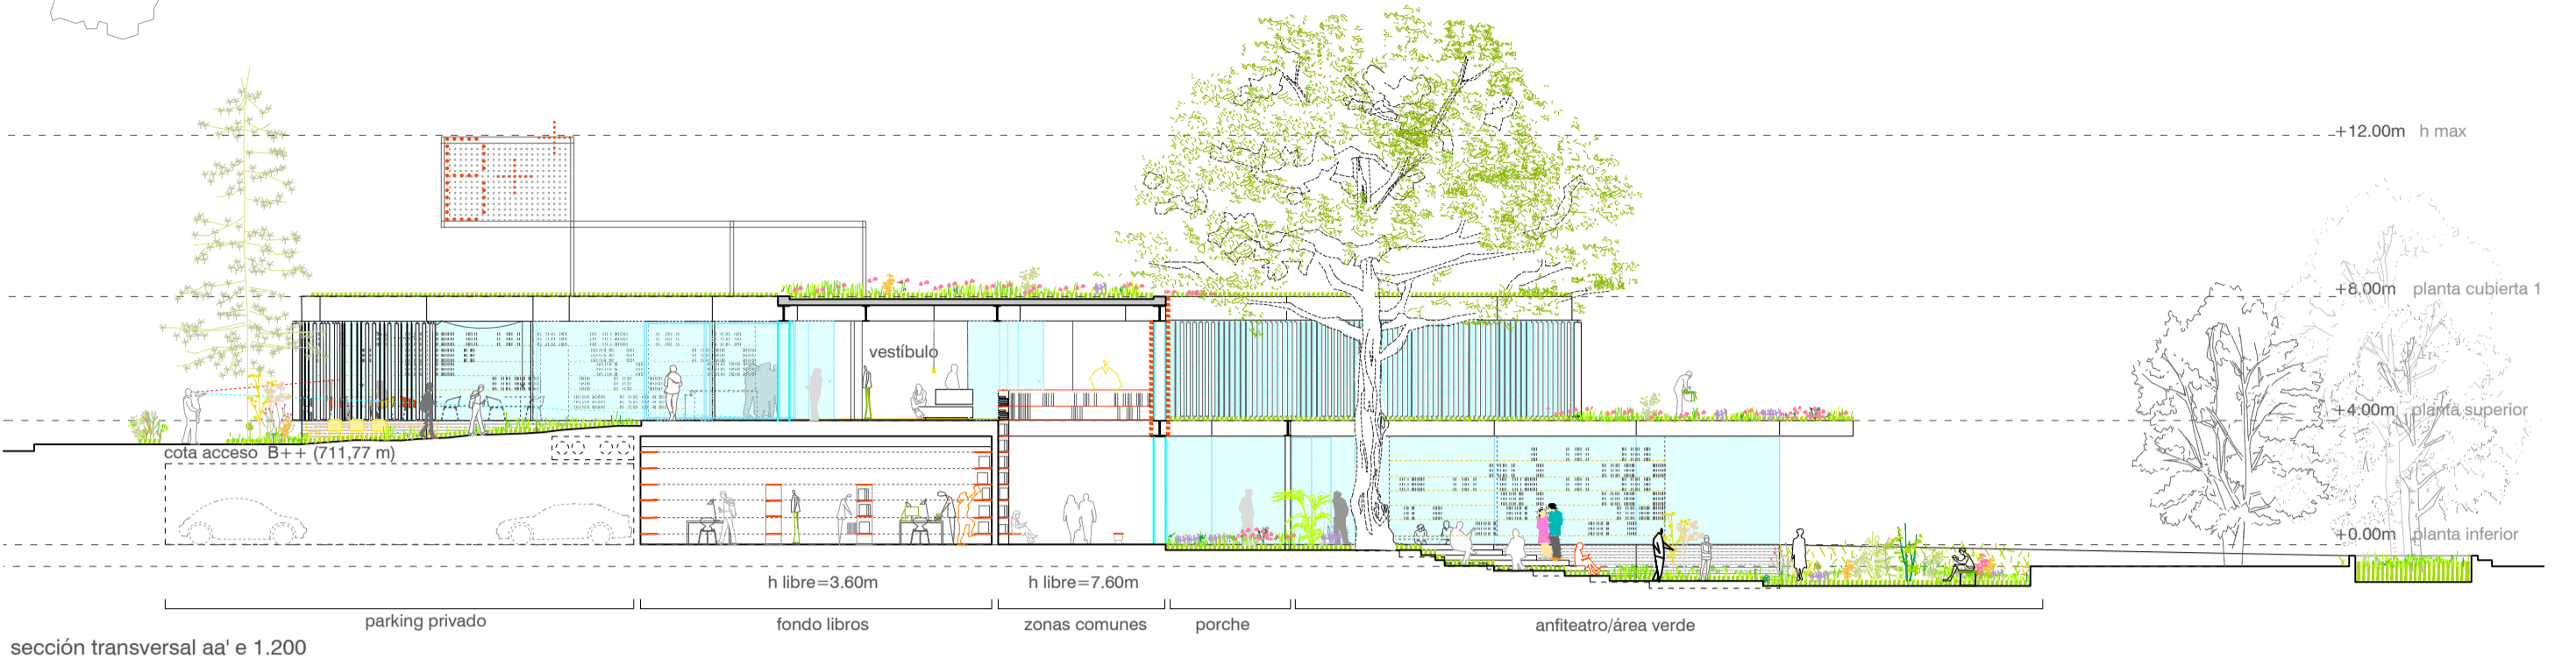 B+
+12.00m h max
+8.00m planta cubierta 1
vestíbulo
+4.00m planta superior
cota acceso B++ (711,77 m)
+0.00m planta inferior
h libre=3.60m
h libre=7.60m
parking privado
fondo libros
zonas comunes
porche
anfiteatro/área verde
sección transversal aa' e 1.200